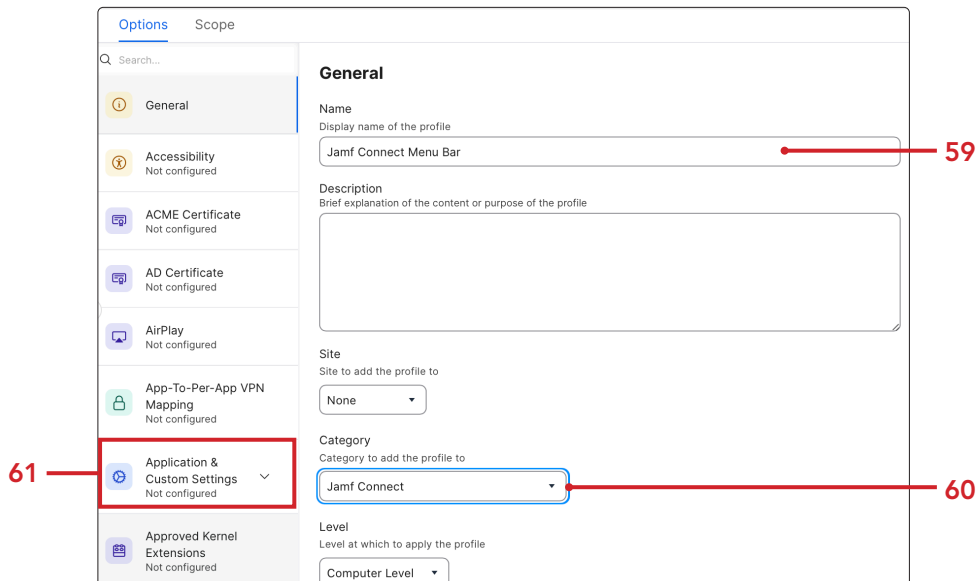 Options Scope
Search...
General
Accessibility
Not configured
ACME Certificate
Not configured
AD Certificate
Not configured
AirPlay
Not configured
App-To-Per-App VPN
Mapping
Not configured
61
Application &
Custom Settings
Not configured
Approved Kernel
Extensions
Not configured
General
Name
Display name of the profile
Jamf Connect Menu Bar
59
Description
Brief explanation of the content or purpose of the profile
Site
Site to add the profile to
None
Category
Category to add the profile to
Jamf Connect
60
Level
Level at which to apply the profile
Computer Level